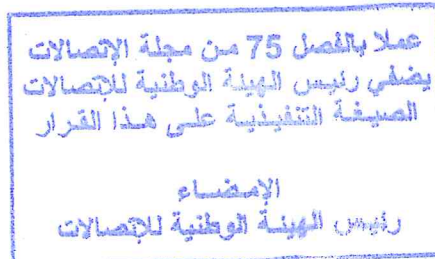 عملا بالفصل 75 من مجلة الإتصالات
يضفي رئيس الهيئة الوطنية للإتصالات
الصيغة التنفيذية على هذا القرار
الإمضاء
رئيس الهيئة الوطنية للإتصالات